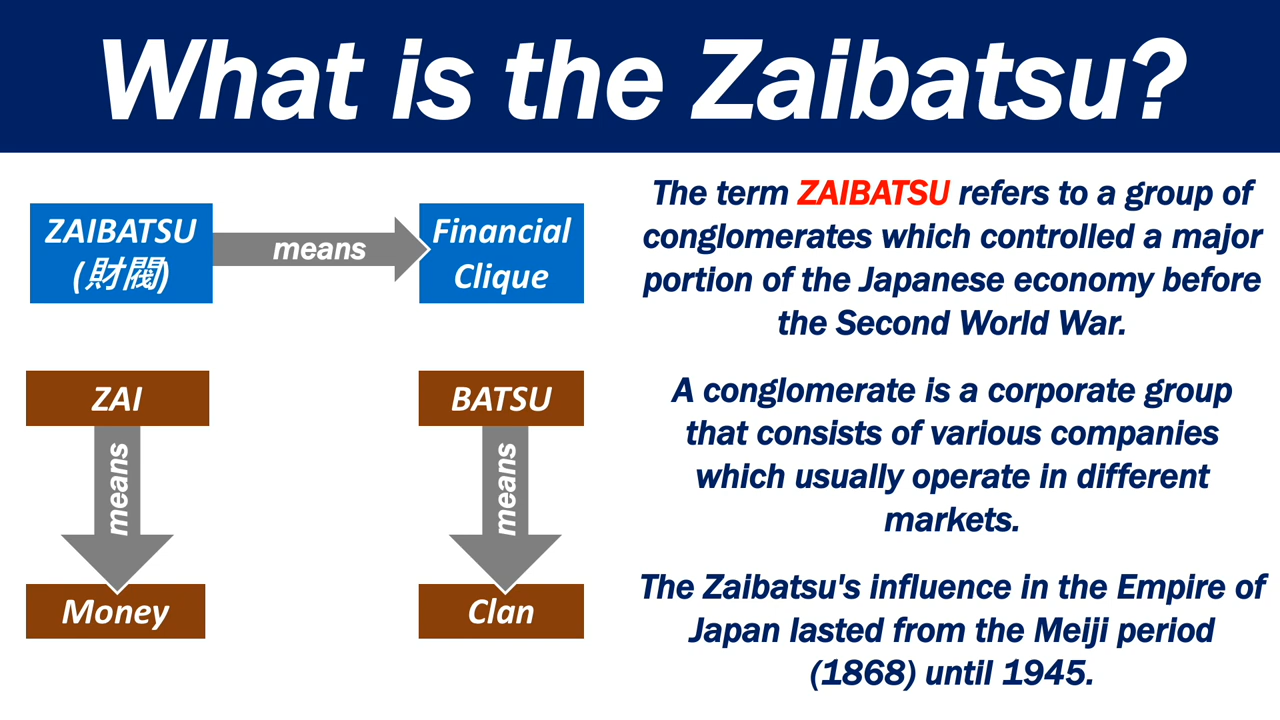 What is the Zaibatsu?
ZAIBATSU
(財閥)
means
Financial
Clique
ZAI
means
Money
BATSU
means
Clan
The term ZAIBATSU refers to a group of
conglomerates which controlled a major
portion of the Japanese economy before
the Second World War.
A conglomerate is a corporate group
that consists of various companies
which usually operate in different
markets.
The Zaibatsu's influence in the Empire of
Japan lasted from the Meiji period
(1868) until 1945.